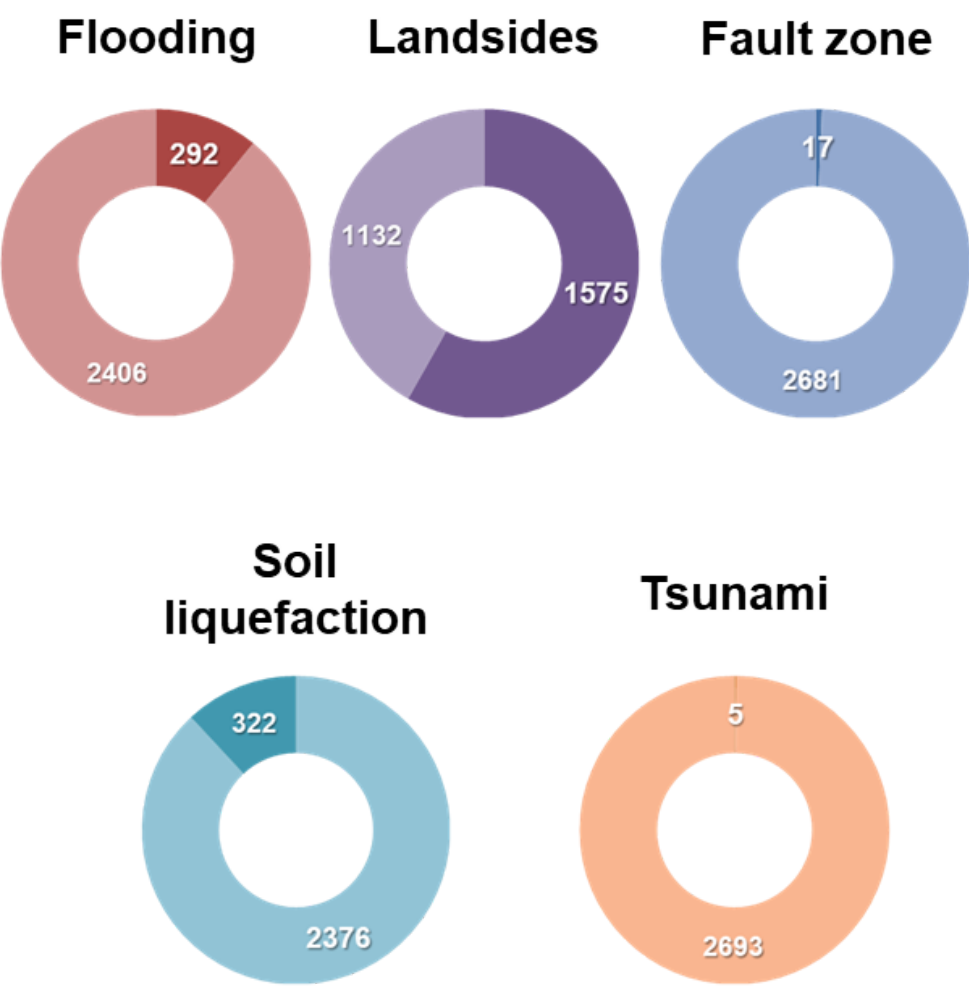 Flooding
Landsides
Fault zone
292
2406
1132
1575
17
2681
Soil
liquefaction
Tsunami
322
2376
5
2693